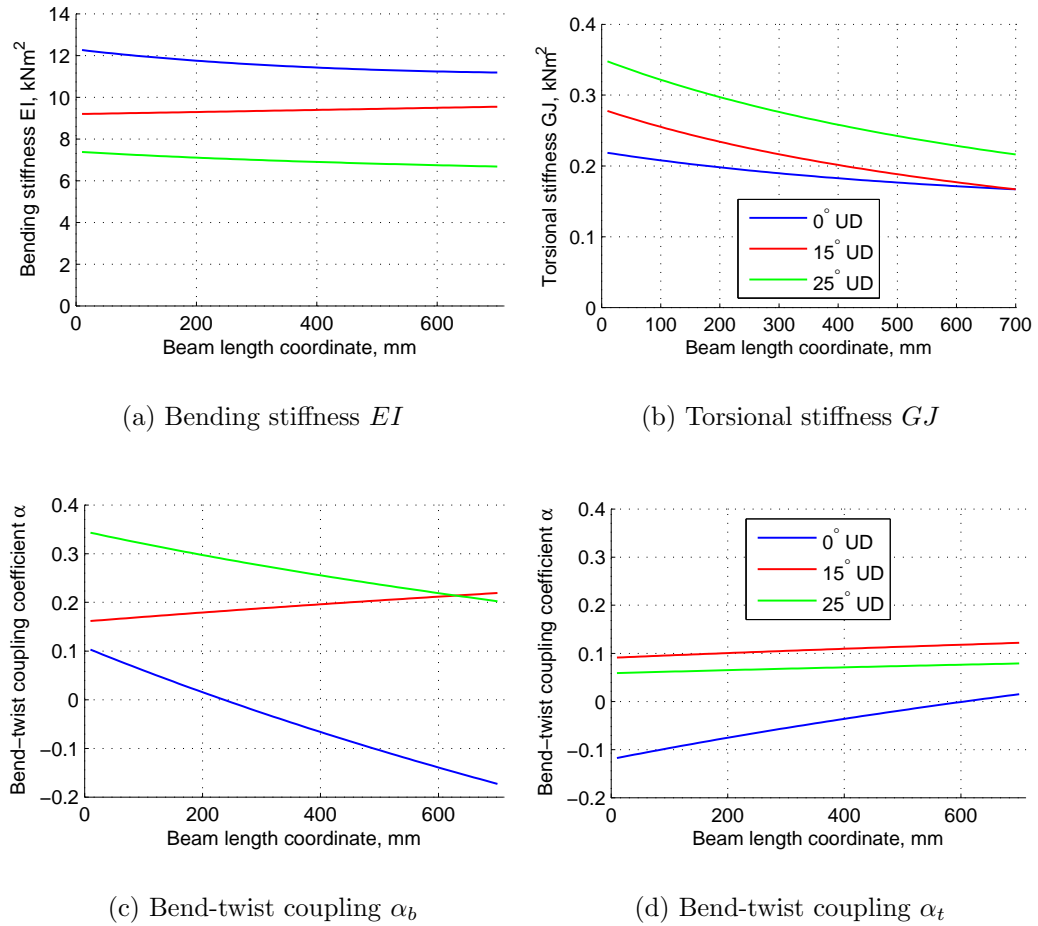 Bending stiffness EI, kNm²
14
12
10
8
6
4
2
0
0 200 400 600
Beam length coordinate, mm
(a) Bending stiffness EI
Torsional stiffness GJ, kNm²
0.4
0.3
0.2
0.1
0
0 100 200 300 400 500 600 700
Beam length coordinate, mm
0° UD
15° UD
25° UD
(b) Torsional stiffness GJ
Bend−twist coupling coefficient α
0.4
0.3
0.2
0.1
0
−0.1
−0.2
0 200 400 600
Beam length coordinate, mm
(c) Bend-twist coupling α_b
Bend−twist coupling coefficient α
0.4
0.3
0.2
0.1
0
−0.1
−0.2
0 200 400 600
Beam length coordinate, mm
0° UD
15° UD
25° UD
(d) Bend-twist coupling α_t